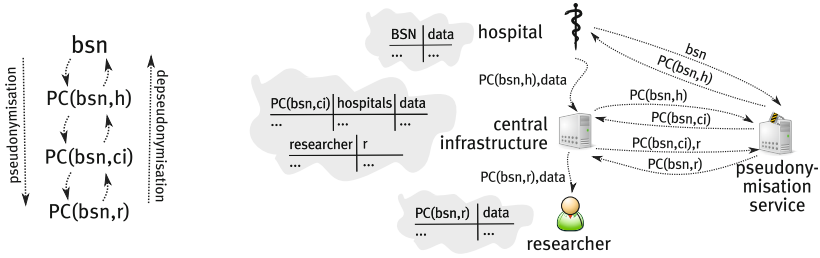 bsn
PC(bsn,h)
PC(bsn,ci)
PC(bsn,r)
pseudonymisation
depseudonymisation
BSN data
... ...
hospital
bsn
PC(bsn,h)
PC(bsn,h),data
PC(bsn,ci) hospitals data
... ... ...
researcher r
... ...
central
infrastructure
PC(bsn,h)
PC(bsn,ci)
PC(bsn,ci),r
PC(bsn,r)
pseudony-
misation
service
PC(bsn,r),data
PC(bsn,r) data
... ...
researcher